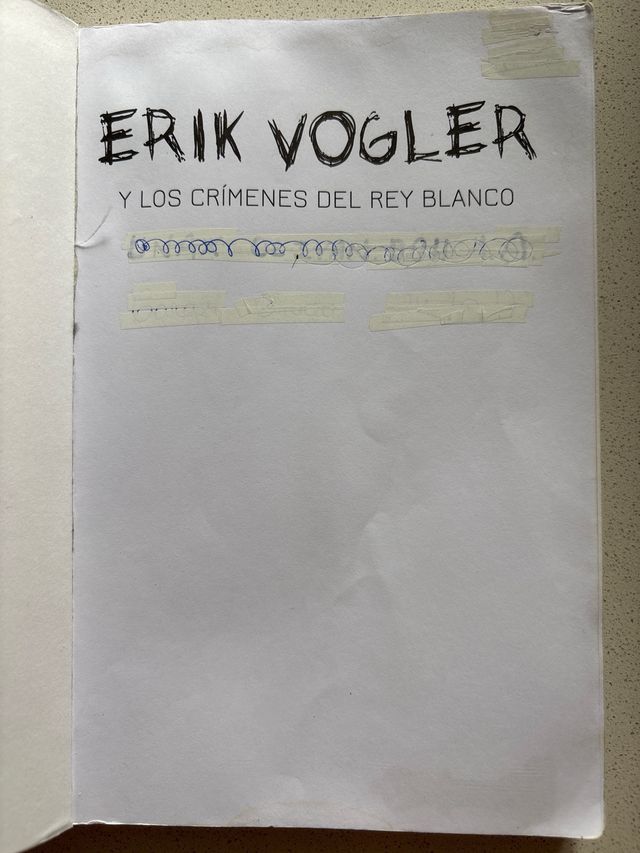 ERIK VOGLER
Y LOS CRÍMENES DEL REY BLANCO